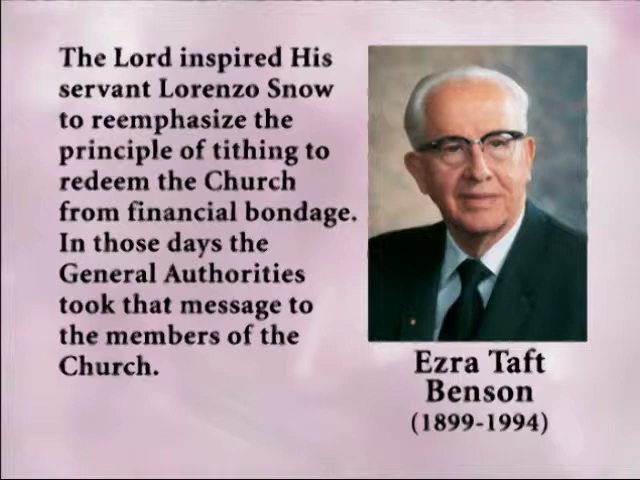 The Lord inspired His
servant Lorenzo Snow
to reemphasize the
principle of tithing to
redeem the Church
from financial bondage.
In those days the
General Authorities
took that message to
the members of the
Church.
Ezra Taft
Benson
(1899-1994)